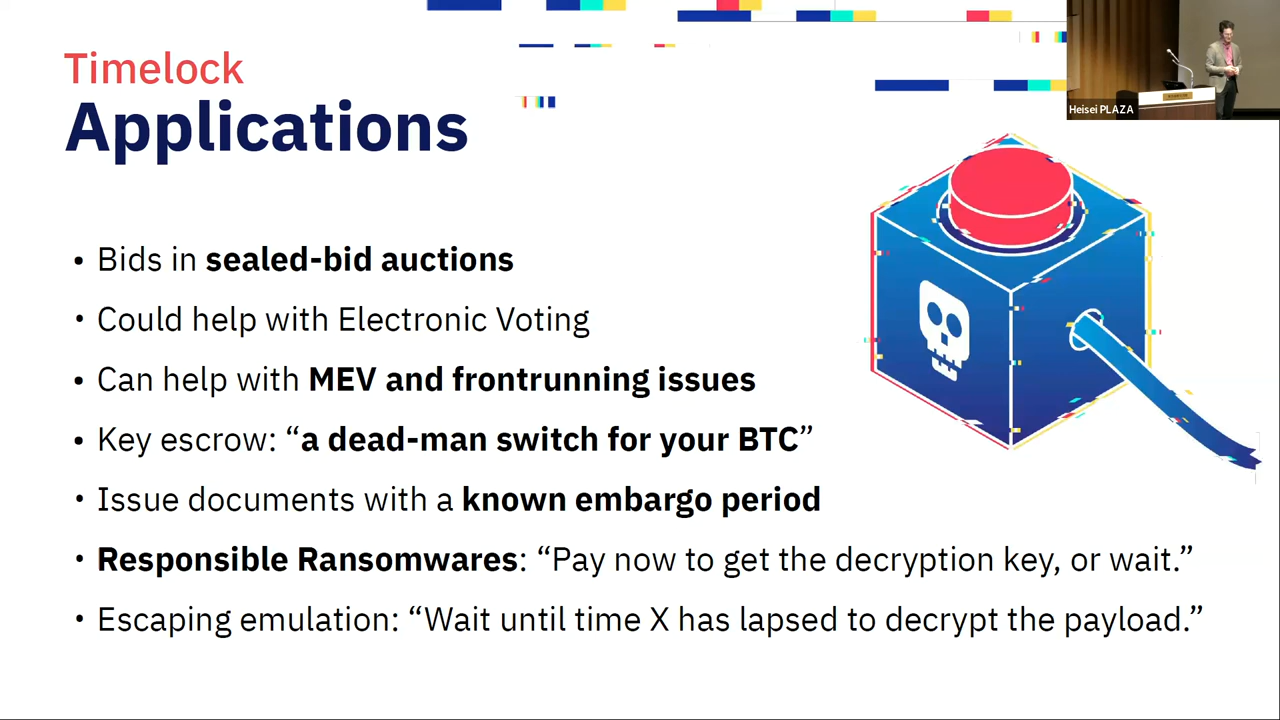 Timelock
Applications
Heisei PLAZA
• Bids in sealed-bid auctions
• Could help with Electronic Voting
• Can help with MEV and frontrunning issues
• Key escrow: “a dead-man switch for your BTC”
• Issue documents with a known embargo period
• Responsible Ransomwares: “Pay now to get the decryption key, or wait.”
• Escaping emulation: “Wait until time X has lapsed to decrypt the payload.”